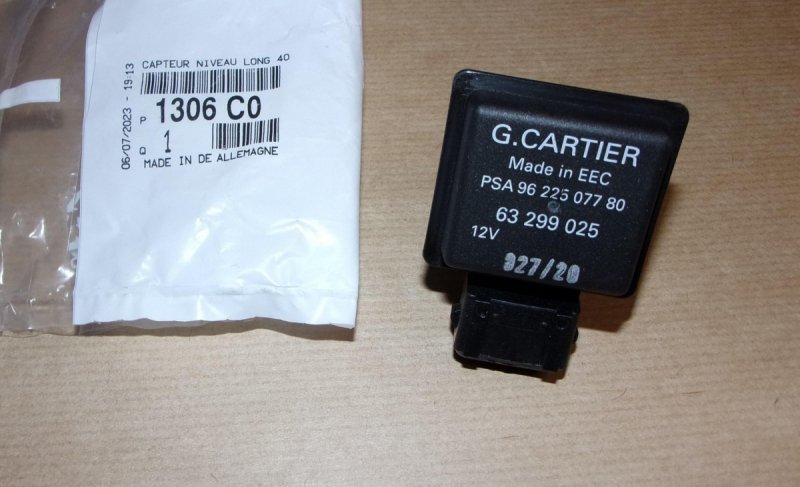 CAPTEUR NIVEAU LONG 40
P 1306 C0
Q 1
MADE IN DE ALLEMAGNE
06/07/2023 - 19:13
G.CARTIER
Made in EEC
PSA 96 225 077 80
63 299 025
12V
927/20